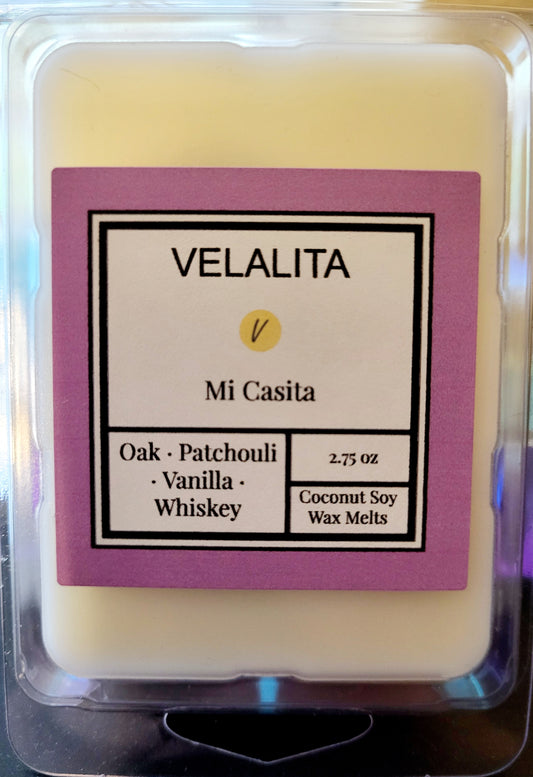 VELALITA
V
Mi Casita
Oak · Patchouli
· Vanilla ·
Whiskey
2.75 oz
Coconut Soy
Wax Melts